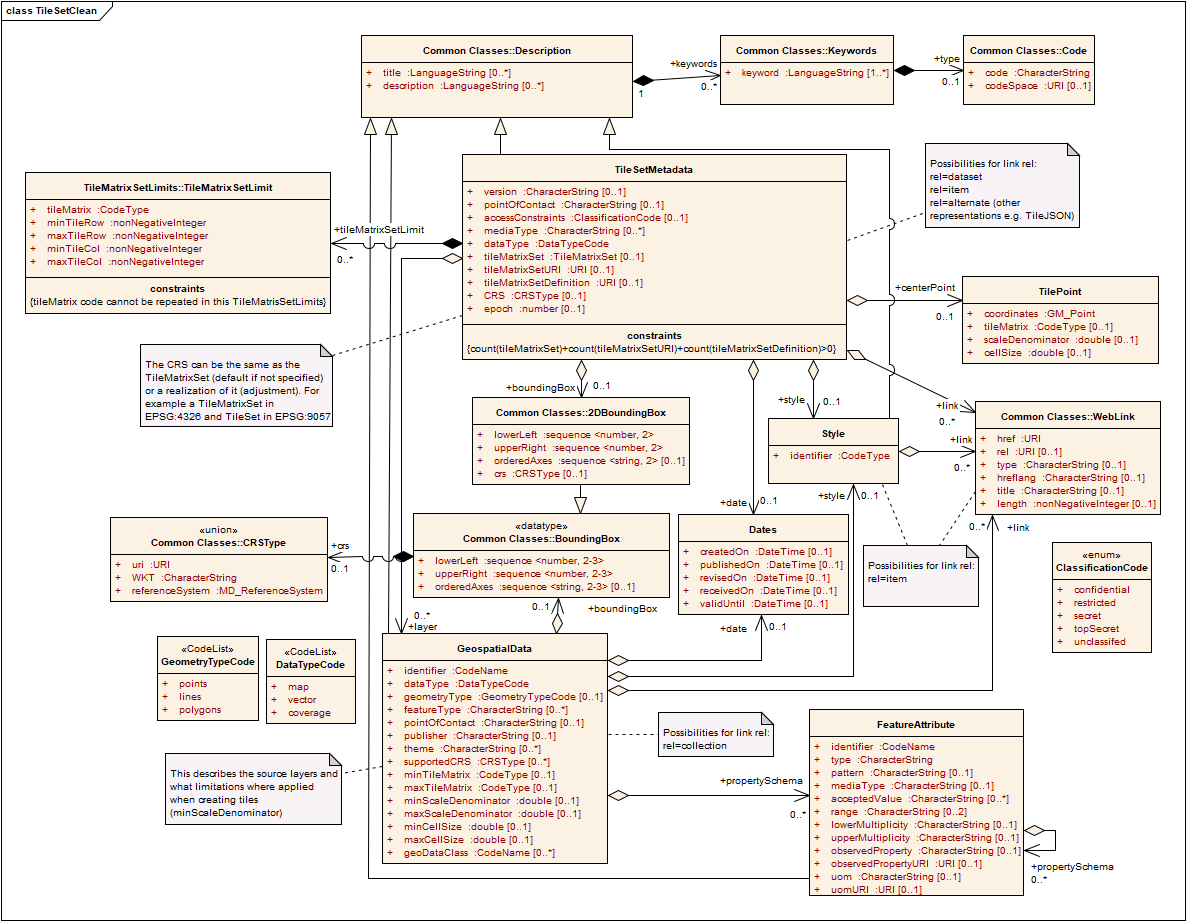 class TileSetClean
Common Classes::Description
+ title :LanguageString [0..*]
+ description :LanguageString [0..*]
+keywords
1
0..*
Common Classes::Keywords
+ keyword :LanguageString [1..*]
+type
0..1
Common Classes::Code
+ code :CharacterString
+ codeSpace :URI [0..1]
TileMatrixSetLimits::TileMatrixSetLimit
+ tileMatrix :CodeType
+ minTileRow :nonNegativeInteger
+ maxTileRow :nonNegativeInteger
+ minTileCol :nonNegativeInteger
+ maxTileCol :nonNegativeInteger
constraints
{tileMatrix code cannot be repeated in this TileMatrisSetLimits}
+tileMatrixSetLimit
0..*
TileSetMetadata
+ version :CharacterString [0..1]
+ pointOfContact :CharacterString [0..1]
+ accessConstraints :ClassificationCode [0..1]
+ mediaType :CharacterString [0..*]
+ dataType :DataTypeCode
+ tileMatrixSet :TileMatrixSet [0..1]
+ tileMatrixSetURI :URI [0..1]
+ tileMatrixSetDefinition :URI [0..1]
+ CRS :CRSType [0..1]
+ epoch :number [0..1]
constraints
{count(tileMatrixSet)+count(tileMatrixSetURI)+count(tileMatrixSetDefinition)>0}
Possibilities for link rel:
rel=dataset
rel=item
rel=alternate (other
representations e.g. TileJSON)
+centerPoint
0..1
TilePoint
+ coordinates :GM_Point
+ tileMatrix :CodeType [0..1]
+ scaleDenominator :double [0..1]
+ cellSize :double [0..1]
The CRS can be the same as the
TileMatrixSet (default if not specified)
or a realization of it (adjustment). For
example a TileMatrixSet in
EPSG:4326 and TileSet in EPSG:9057
+boundingBox
0..1
Common Classes::2DBoundingBox
+ lowerLeft :sequence <number, 2>
+ upperRight :sequence <number, 2>
+ orderedAxes :sequence <string, 2> [0..1]
+ crs :CRSType [0..1]
+style
0..1
Style
+ identifier :CodeType
+link
0..*
+link
0..*
Common Classes::WebLink
+ href :URI
+ rel :URI [0..1]
+ type :CharacterString [0..1]
+ hreflang :CharacterString [0..1]
+ title :CharacterString [0..1]
+ length :nonNegativeInteger [0..1]
+style
0..1
+date
0..1
0..*
+link
«union»
Common Classes::CRSType
+ uri :URI
+ WKT :CharacterString
+ referenceSystem :MD_ReferenceSystem
+crs
0..1
«datatype»
Common Classes::BoundingBox
+ lowerLeft :sequence <number, 2-3>
+ upperRight :sequence <number, 2-3>
+ orderedAxes :sequence <string, 2-3> [0..1]
Dates
+ createdOn :DateTime [0..1]
+ publishedOn :DateTime [0..1]
+ revisedOn :DateTime [0..1]
+ receivedOn :DateTime [0..1]
+ validUntil :DateTime [0..1]
Possibilities for link rel:
rel=item
«enum»
ClassificationCode
+ confidential
+ restricted
+ secret
+ topSecret
+ unclassifed
0..*
+layer
0..1
+boundingBox
+date
0..1
«CodeList»
GeometryTypeCode
+ points
+ lines
+ polygons
«CodeList»
DataTypeCode
+ map
+ vector
+ coverage
GeospatialData
+ identifier :CodeName
+ dataType :DataTypeCode
+ geometryType :GeometryTypeCode [0..1]
+ featureType :CharacterString [0..*]
+ pointOfContact :CharacterString [0..1]
+ publisher :CharacterString [0..1]
+ theme :CharacterString [0..*]
+ supportedCRS :CRSType [0..*]
+ minTileMatrix :CodeType [0..1]
+ maxTileMatrix :CodeType [0..1]
+ minScaleDenominator :double [0..1]
+ maxScaleDenominator :double [0..1]
+ minCellSize :double [0..1]
+ maxCellSize :double [0..1]
+ geoDataClass :CodeName [0..*]
This describes the source layers and
what limitations where applied
when creating tiles
(minScaleDenominator)
Possibilities for link rel:
rel=collection
+propertySchema
0..*
FeatureAttribute
+ identifier :CodeName
+ type :CharacterString
+ pattern :CharacterString [0..1]
+ mediaType :CharacterString [0..1]
+ acceptedValue :CharacterString [0..*]
+ range :CharacterString [0..2]
+ lowerMultiplicity :CharacterString [0..1]
+ upperMultiplicity :CharacterString [0..1]
+ observedProperty :CharacterString [0..1]
+ observedPropertyURI :URI [0..1]
+ uom :CharacterString [0..1]
+ uomURI :URI [0..1]
+propertySchema
0..*